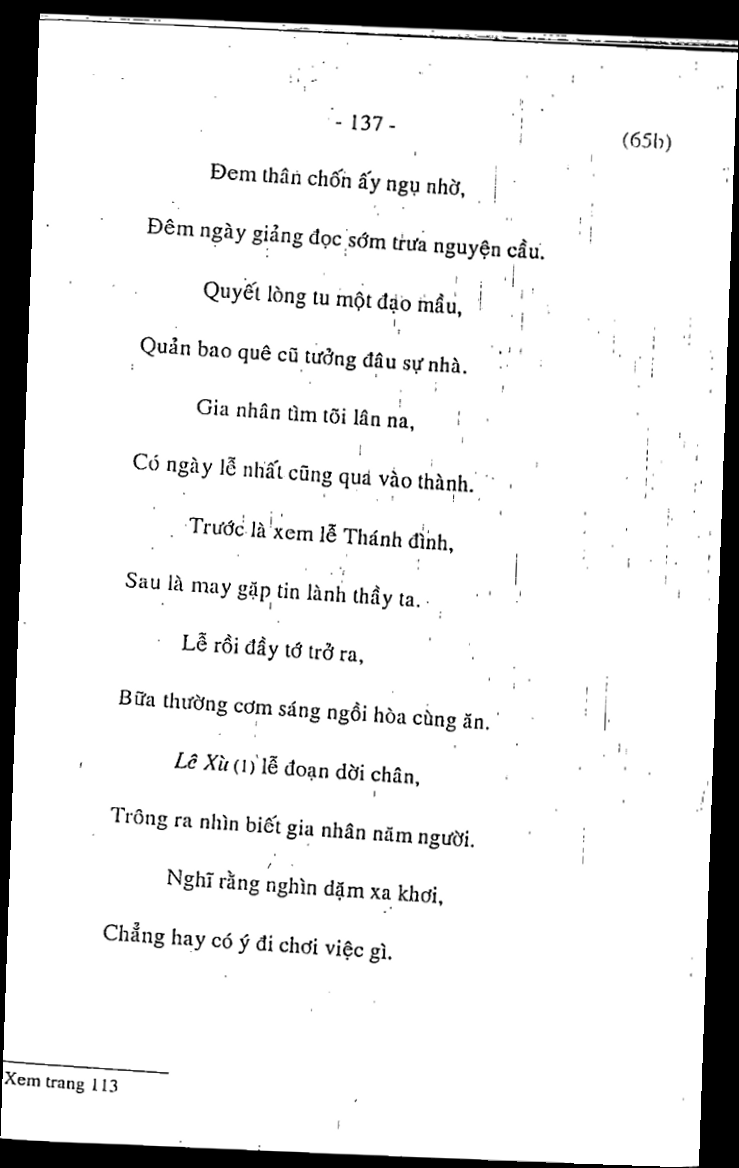 - 137 -
(65b)
Đem thân chốn ấy ngụ nhờ,
Đêm ngày giảng đọc sớm trưa nguyện cầu.
Quyết lòng tu một đạo mầu,
Quản bao quê cũ tưởng đâu sự nhà.
Gia nhân tìm tõi lân na,
Có ngày lễ nhất cũng qua vào thành.
Trước là xem lễ Thánh đình,
Sau là may gặp tin lành thầy ta.
Lễ rồi đầy tớ trở ra,
Bữa thường cơm sáng ngồi hòa cùng ăn.
Lê Xù (1) lễ đoạn dời chân,
Trông ra nhìn biết gia nhân năm người.
Nghĩ rằng nghìn dặm xa khơi,
Chẳng hay có ý đi chơi việc gì.
Xem trang 113